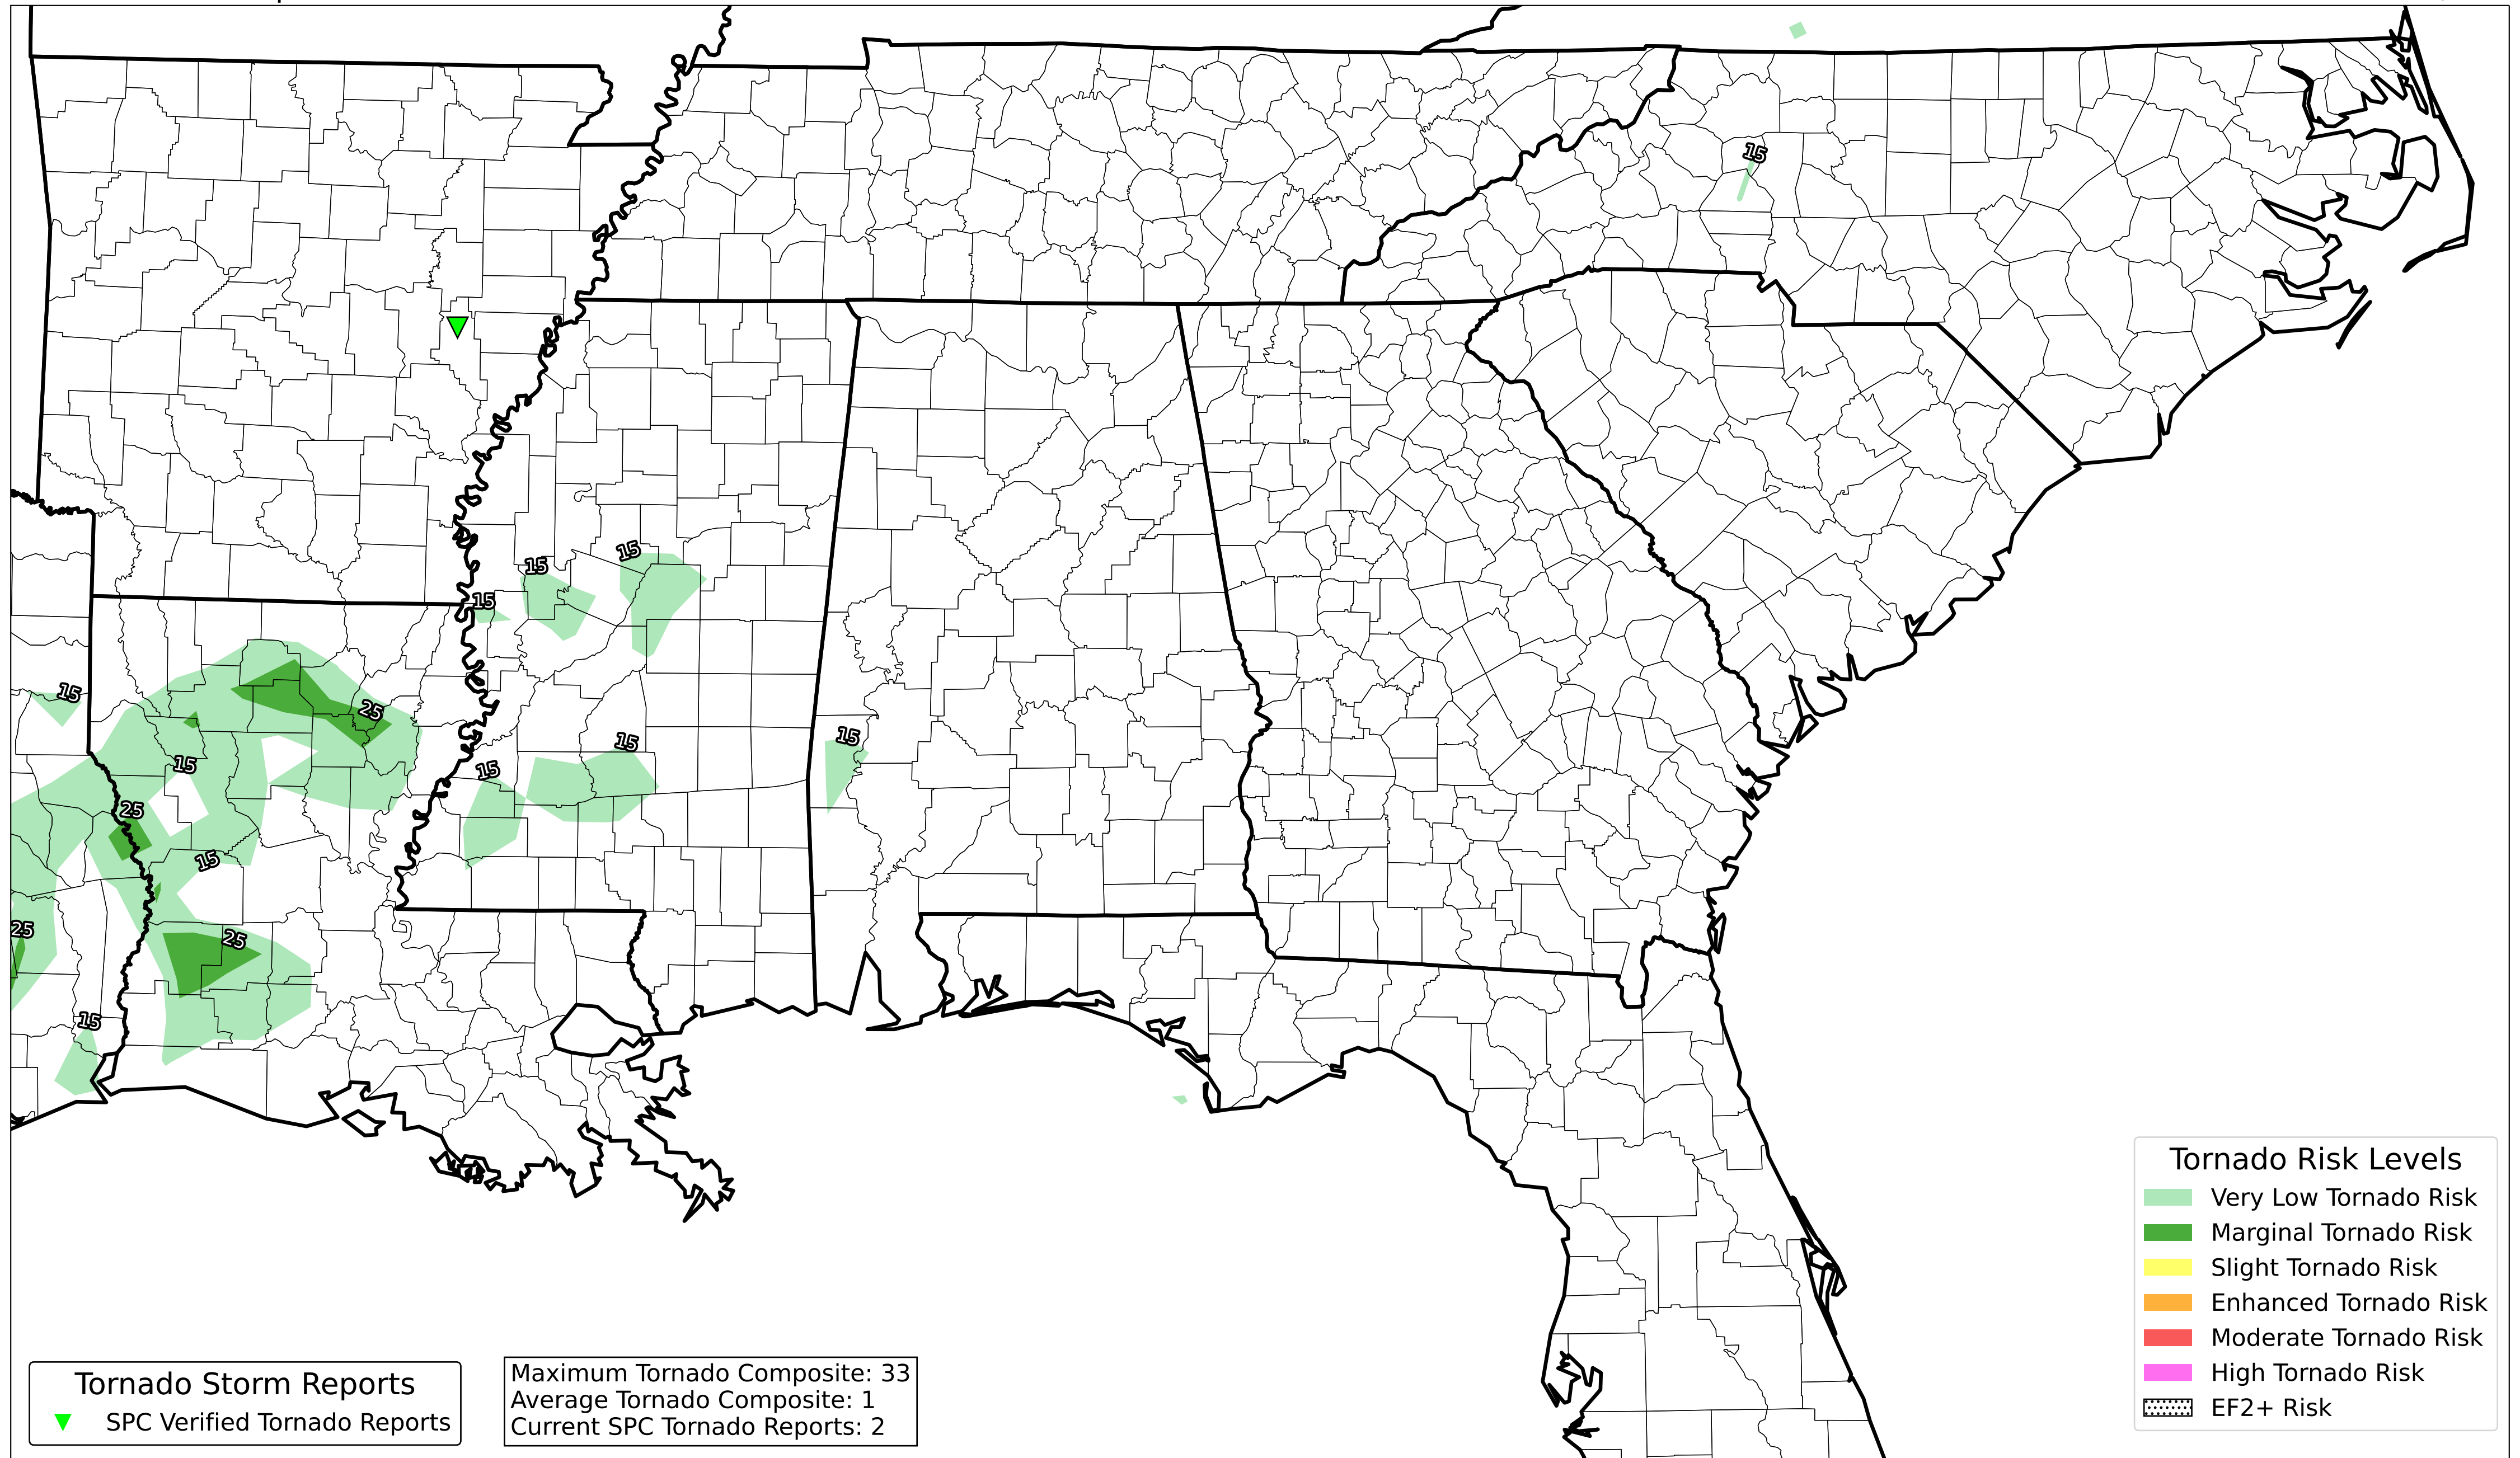 15
15
15
15
15
25
15
15
15
15
25
15
25
25
15
Tornado Risk Levels
Very Low Tornado Risk
Marginal Tornado Risk
Slight Tornado Risk
Enhanced Tornado Risk
Moderate Tornado Risk
High Tornado Risk
EF2+ Risk
Tornado Storm Reports
SPC Verified Tornado Reports
Maximum Tornado Composite: 33
Average Tornado Composite: 1
Current SPC Tornado Reports: 2